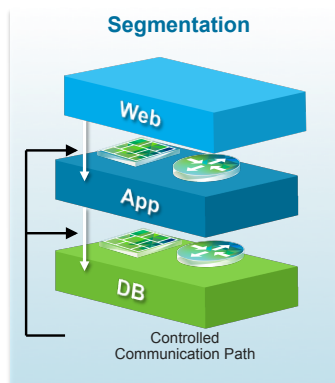 Segmentation
Web
App
DB
Controlled
Communication Path